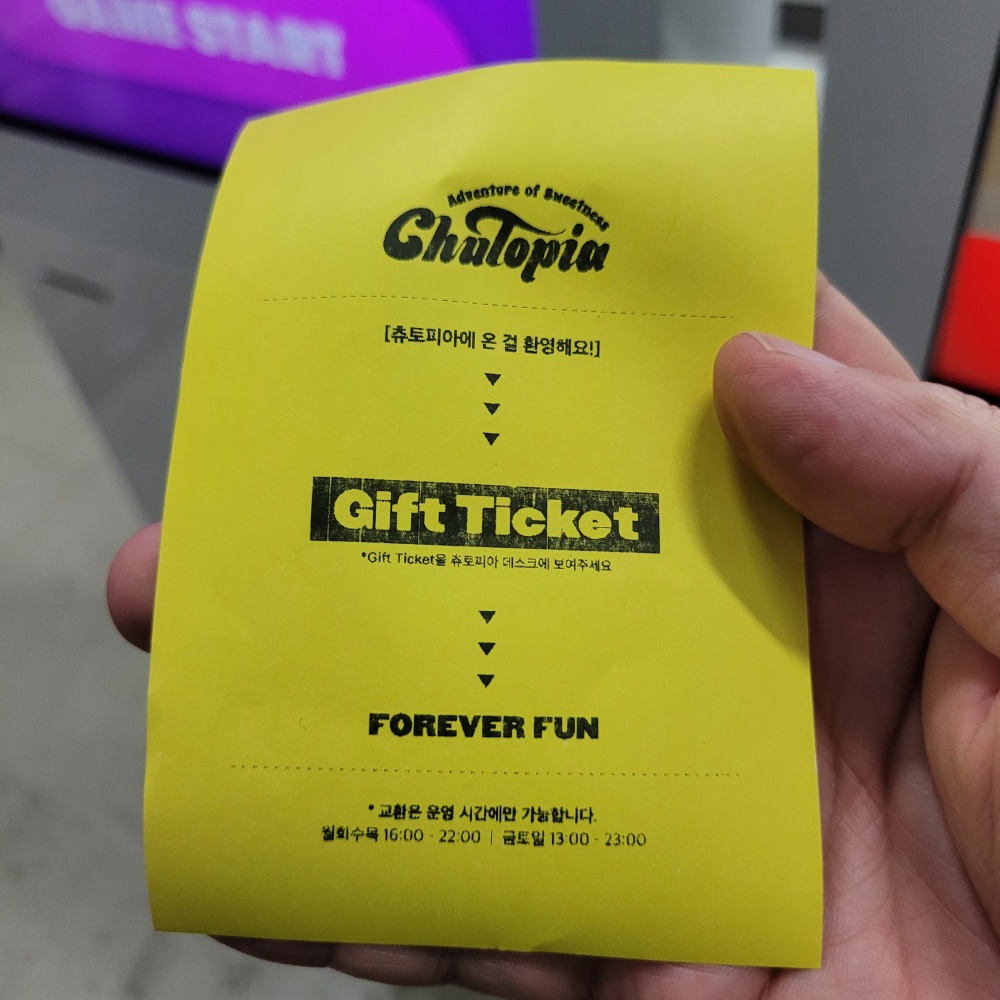 GAME START
Adventure of Sweetness
ChuTopia
[츄토피아에 온 걸 환영해요!]
Gift Ticket
*Gift Ticket을 츄토피아 데스크에 보여주세요
FOREVER FUN
* 교환은 운영 시간에만 가능합니다.
월화수목 16:00 - 22:00 | 금토일 13:00 - 23:00